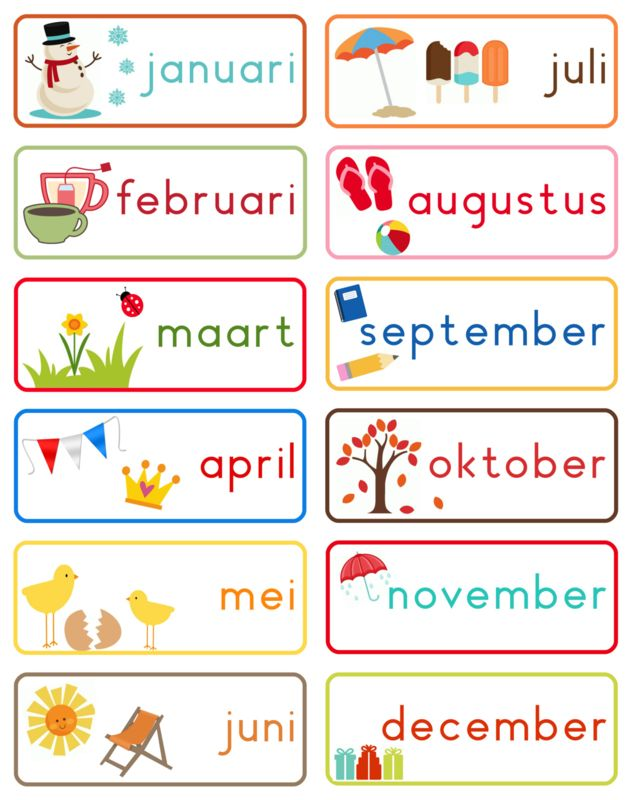 januari
februari
maart
april
mei
juni
juli
augustus
september
oktober
november
december